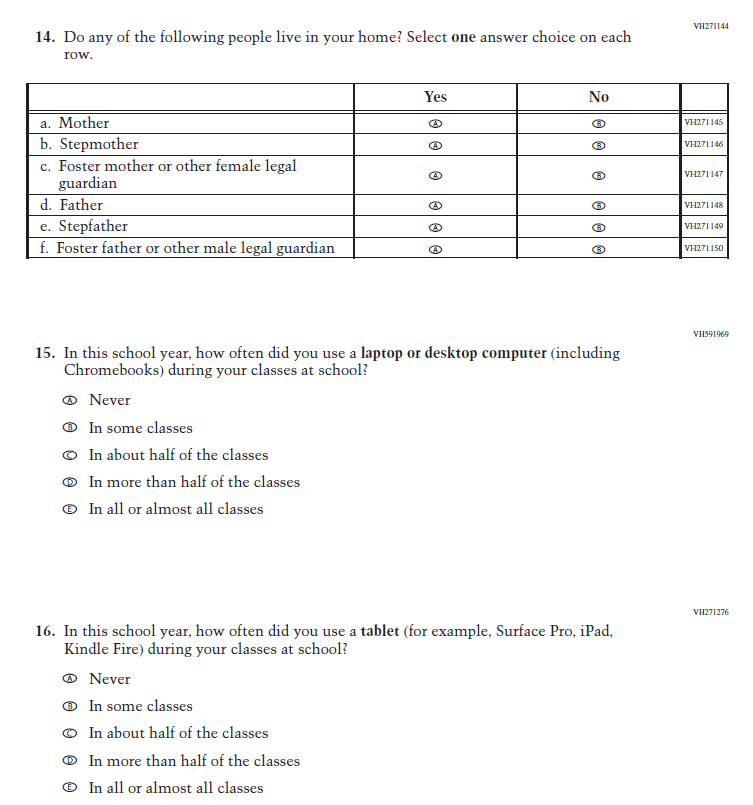 VH271144
14. Do any of the following people live in your home? Select one answer choice on each
row.
Yes No
a. Mother Ⓐ Ⓑ VH271145
b. Stepmother Ⓐ Ⓑ VH271146
c. Foster mother or other female legal
guardian Ⓐ Ⓑ VH271147
d. Father Ⓐ Ⓑ VH271148
e. Stepfather Ⓐ Ⓑ VH271149
f. Foster father or other male legal guardian Ⓐ Ⓑ VH271150
VH591969
15. In this school year, how often did you use a laptop or desktop computer (including
Chromebooks) during your classes at school?
Ⓐ Never
Ⓑ In some classes
Ⓒ In about half of the classes
Ⓓ In more than half of the classes
Ⓔ In all or almost all classes
VH271276
16. In this school year, how often did you use a tablet (for example, Surface Pro, iPad,
Kindle Fire) during your classes at school?
Ⓐ Never
Ⓑ In some classes
Ⓒ In about half of the classes
Ⓓ In more than half of the classes
Ⓔ In all or almost all classes